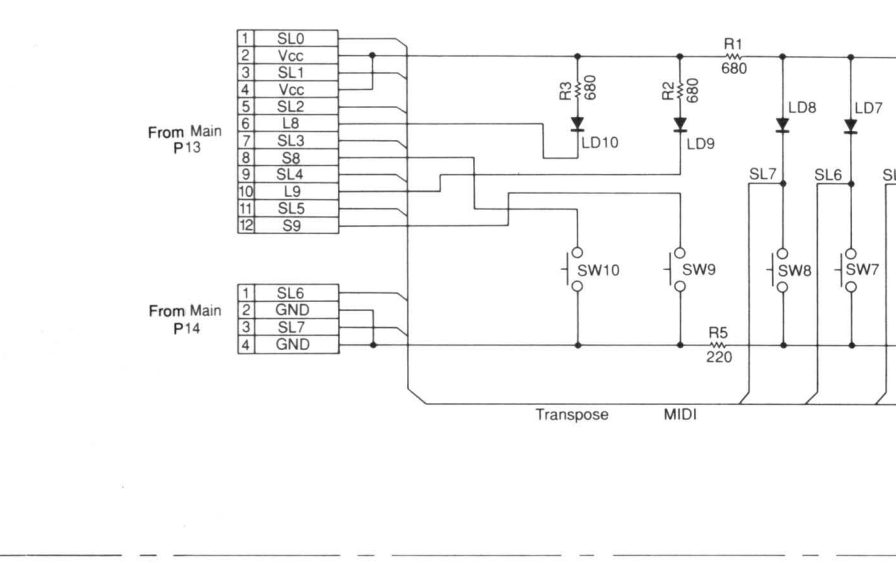 1 SL0
2 Vcc
3 SL1
4 Vcc
5 SL2
6 L8
7 SL3
8 S8
9 SL4
10 L9
11 SL5
12 S9
From Main
P13
R1
680
R3
680
R2
680
LD10
LD9
LD8
LD7
SL7
SL6
SW10
SW9
SW8
SW7
1 SL6
2 GND
3 SL7
4 GND
From Main
P14
R5
220
Transpose
MIDI